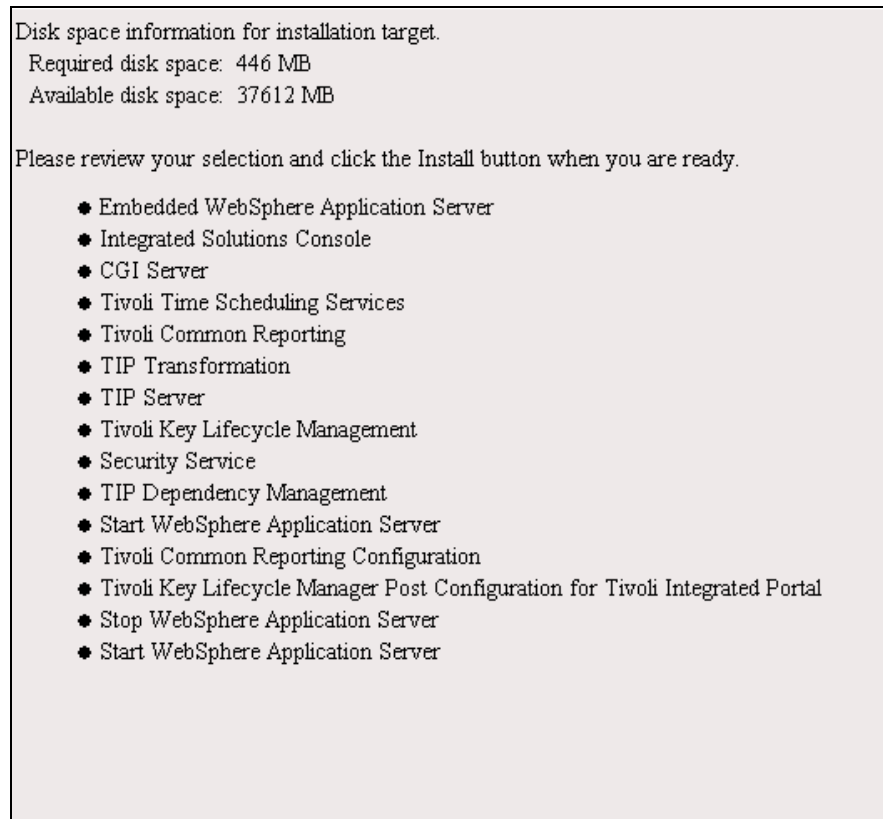 Disk space information for installation target.
Required disk space: 446 MB
Available disk space: 37612 MB
Please review your selection and click the Install button when you are ready.
● Embedded WebSphere Application Server
● Integrated Solutions Console
● CGI Server
● Tivoli Time Scheduling Services
● Tivoli Common Reporting
● TIP Transformation
● TIP Server
● Tivoli Key Lifecycle Management
● Security Service
● TIP Dependency Management
● Start WebSphere Application Server
● Tivoli Common Reporting Configuration
● Tivoli Key Lifecycle Manager Post Configuration for Tivoli Integrated Portal
● Stop WebSphere Application Server
● Start WebSphere Application Server